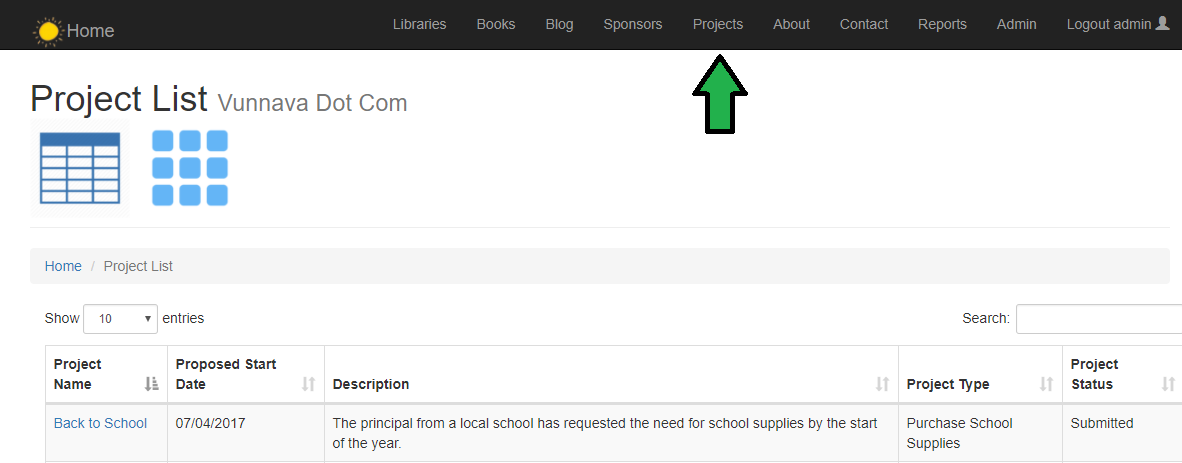 Home Libraries Books Blog Sponsors Projects About Contact Reports Admin Logout admin
Project List Vunnava Dot Com
Home / Project List
Show 10 entries Search:
Project Name Proposed Start Date Description Project Type Project Status
Back to School 07/04/2017 The principal from a local school has requested the need for school supplies by the start of the year. Purchase School Supplies Submitted